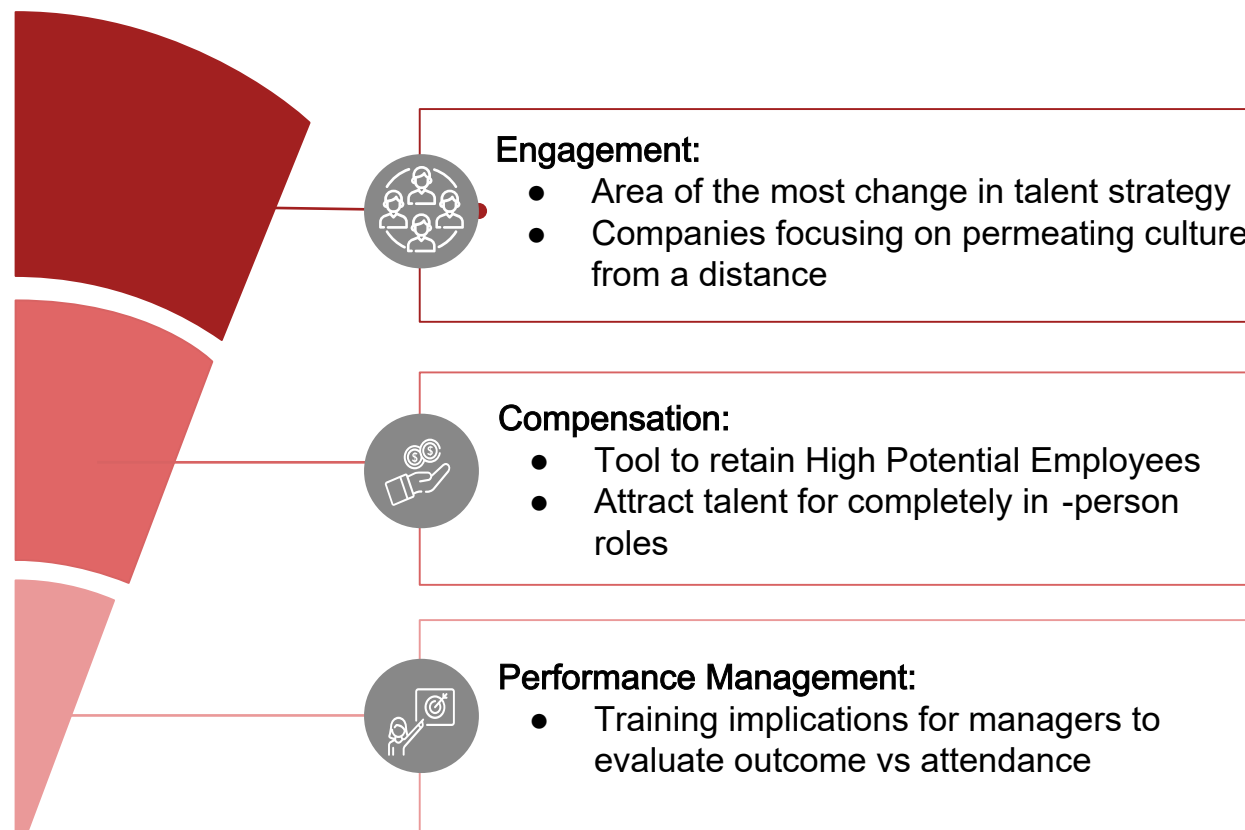 Engagement:
● Area of the most change in talent strategy
● Companies focusing on permeating culture
from a distance
Compensation:
● Tool to retain High Potential Employees
● Attract talent for completely in -person
roles
Performance Management:
● Training implications for managers to
evaluate outcome vs attendance